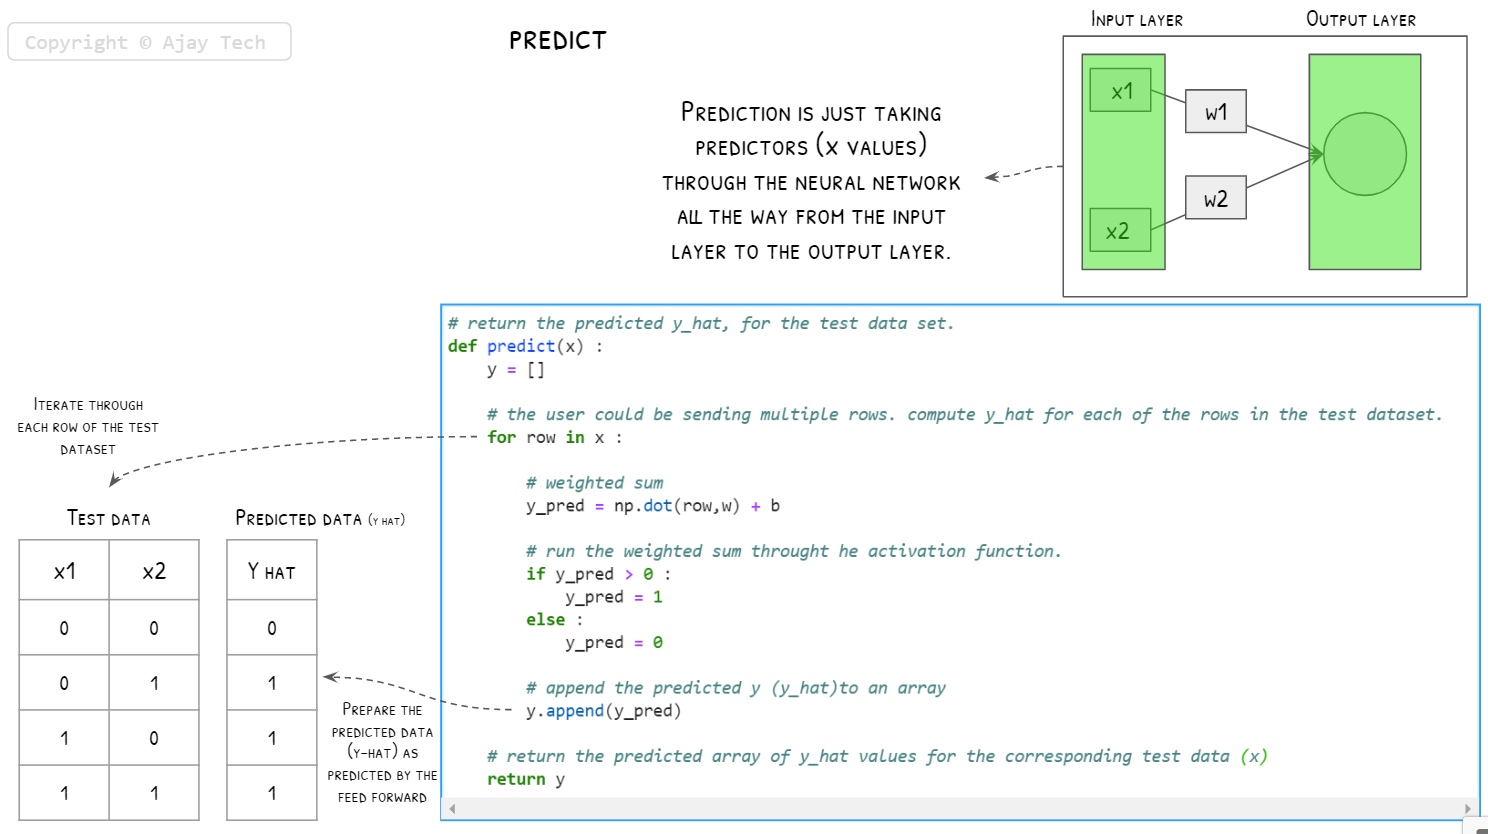 Copyright © Ajay Tech
PREDICT
INPUT LAYER
OUTPUT LAYER
x1
w1
w2
x2
PREDICTION IS JUST TAKING
PREDICTORS (X VALUES)
THROUGH THE NEURAL NETWORK
ALL THE WAY FROM THE INPUT
LAYER TO THE OUTPUT LAYER.
# return the predicted y_hat, for the test data set.
def predict(x) :
y = []
# the user could be sending multiple rows. compute y_hat for each of the rows in the test dataset.
for row in x :
# weighted sum
y_pred = np.dot(row,w) + b
# run the weighted sum throught he activation function.
if y_pred > 0 :
y_pred = 1
else :
y_pred = 0
# append the predicted y (y_hat)to an array
y.append(y_pred)
# return the predicted array of y_hat values for the corresponding test data (x)
return y
ITERATE THROUGH
EACH ROW OF THE TEST
DATASET
TEST DATA
x1 x2
0 0
0 1
1 0
1 1
PREDICTED DATA (Y HAT)
Y HAT
0
1
1
1
PREPARE THE
PREDICTED DATA
(Y-HAT) AS
PREDICTED BY THE
FEED FORWARD